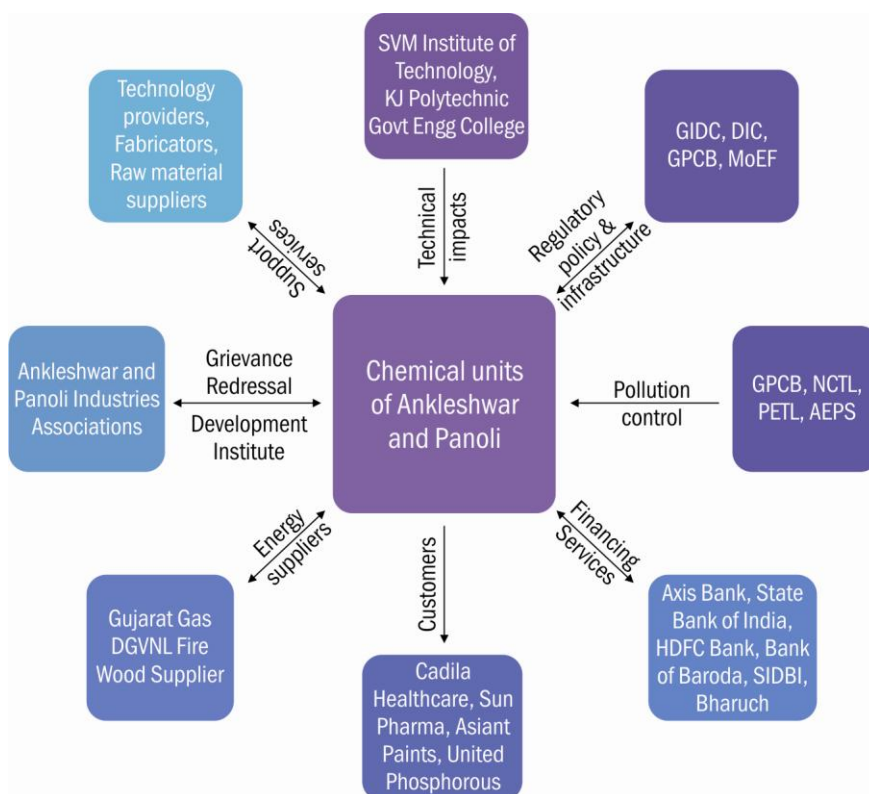 SVM Institute of
Technology,
KJ Polytechnic
Govt Engg College
Technology
providers,
Fabricators,
Raw material
suppliers
GIDC, DIC,
GPCB, MoEF
Support
services
Technical
impacts
Regulatory
policy &
infrastructure
Ankleshwar and
Panoli Industries
Associations
Grievance
Redressal
Development
Institute
Chemical units
of Ankleshwar
and Panoli
Pollution
control
GPCB, NCTL,
PETL, AEPS
Energy
suppliers
Customers
Financing
Services
Gujarat Gas
DGVNL Fire
Wood Supplier
Cadila
Healthcare, Sun
Pharma, Asiant
Paints, United
Phosphorous
Axis Bank, State
Bank of India,
HDFC Bank, Bank
of Baroda, SIDBI,
Bharuch